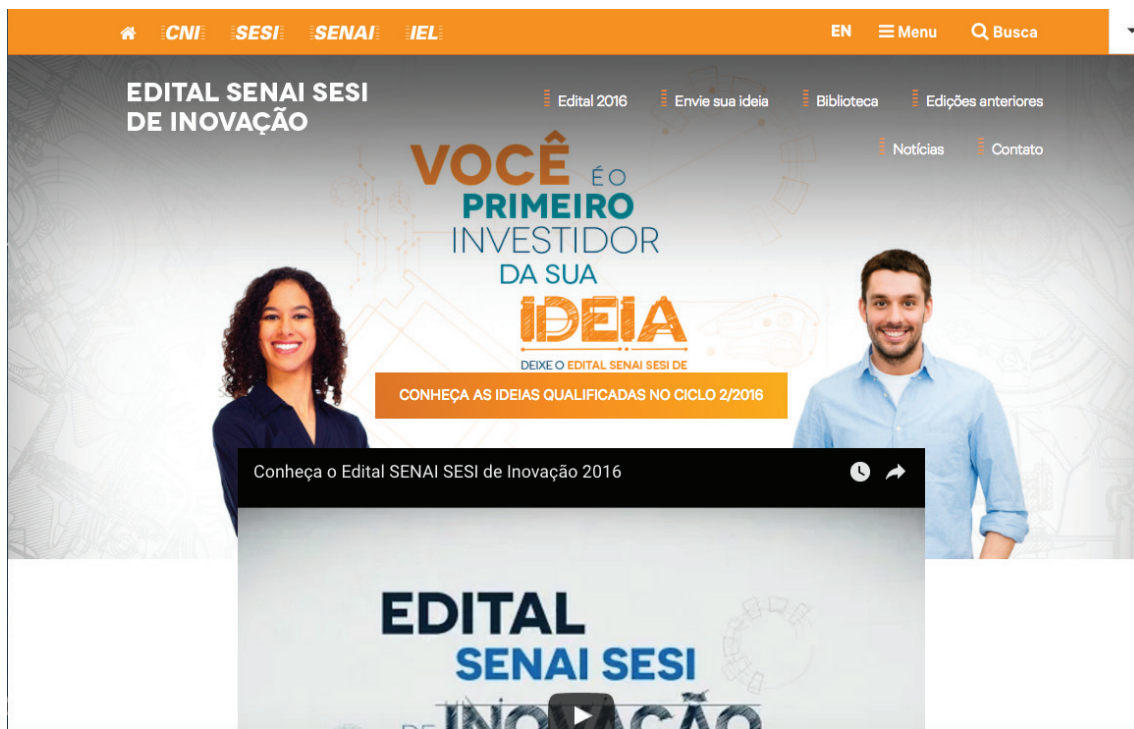 CNI SESI SENAI IEL EN Menu Busca
EDITAL SENAI SESI
DE INOVAÇÃO
Edital 2016 Envie sua ideia Biblioteca Edições anteriores
Notícias Contato
VOCÊ É O
PRIMEIRO
INVESTIDOR
DA SUA
IDEIA
DEIXE O EDITAL SENAI SESI DE
CONHEÇA AS IDEIAS QUALIFICADAS NO CICLO 2/2016
Conheça o Edital SENAI SESI de Inovação 2016
EDITAL
SENAI SESI
DE INOVAÇÃO